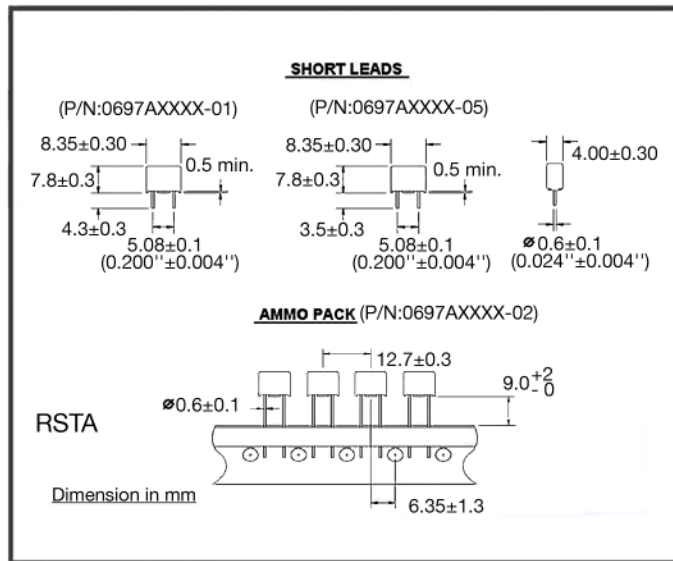 SHORT LEADS
(P/N:0697AXXXX-01)
(P/N:0697AXXXX-05)
8.35±0.30
7.8±0.3
0.5 min.
4.3±0.3
5.08±0.1
(0.200''±0.004'')
8.35±0.30
7.8±0.3
0.5 min.
3.5±0.3
5.08±0.1
(0.200''±0.004'')
4.00±0.30
ø0.6±0.1
(0.024''±0.004'')
AMMO PACK (P/N:0697AXXXX-02)
12.7±0.3
9.0+2
- 0
ø0.6±0.1
RSTA
Dimension in mm
6.35±1.3